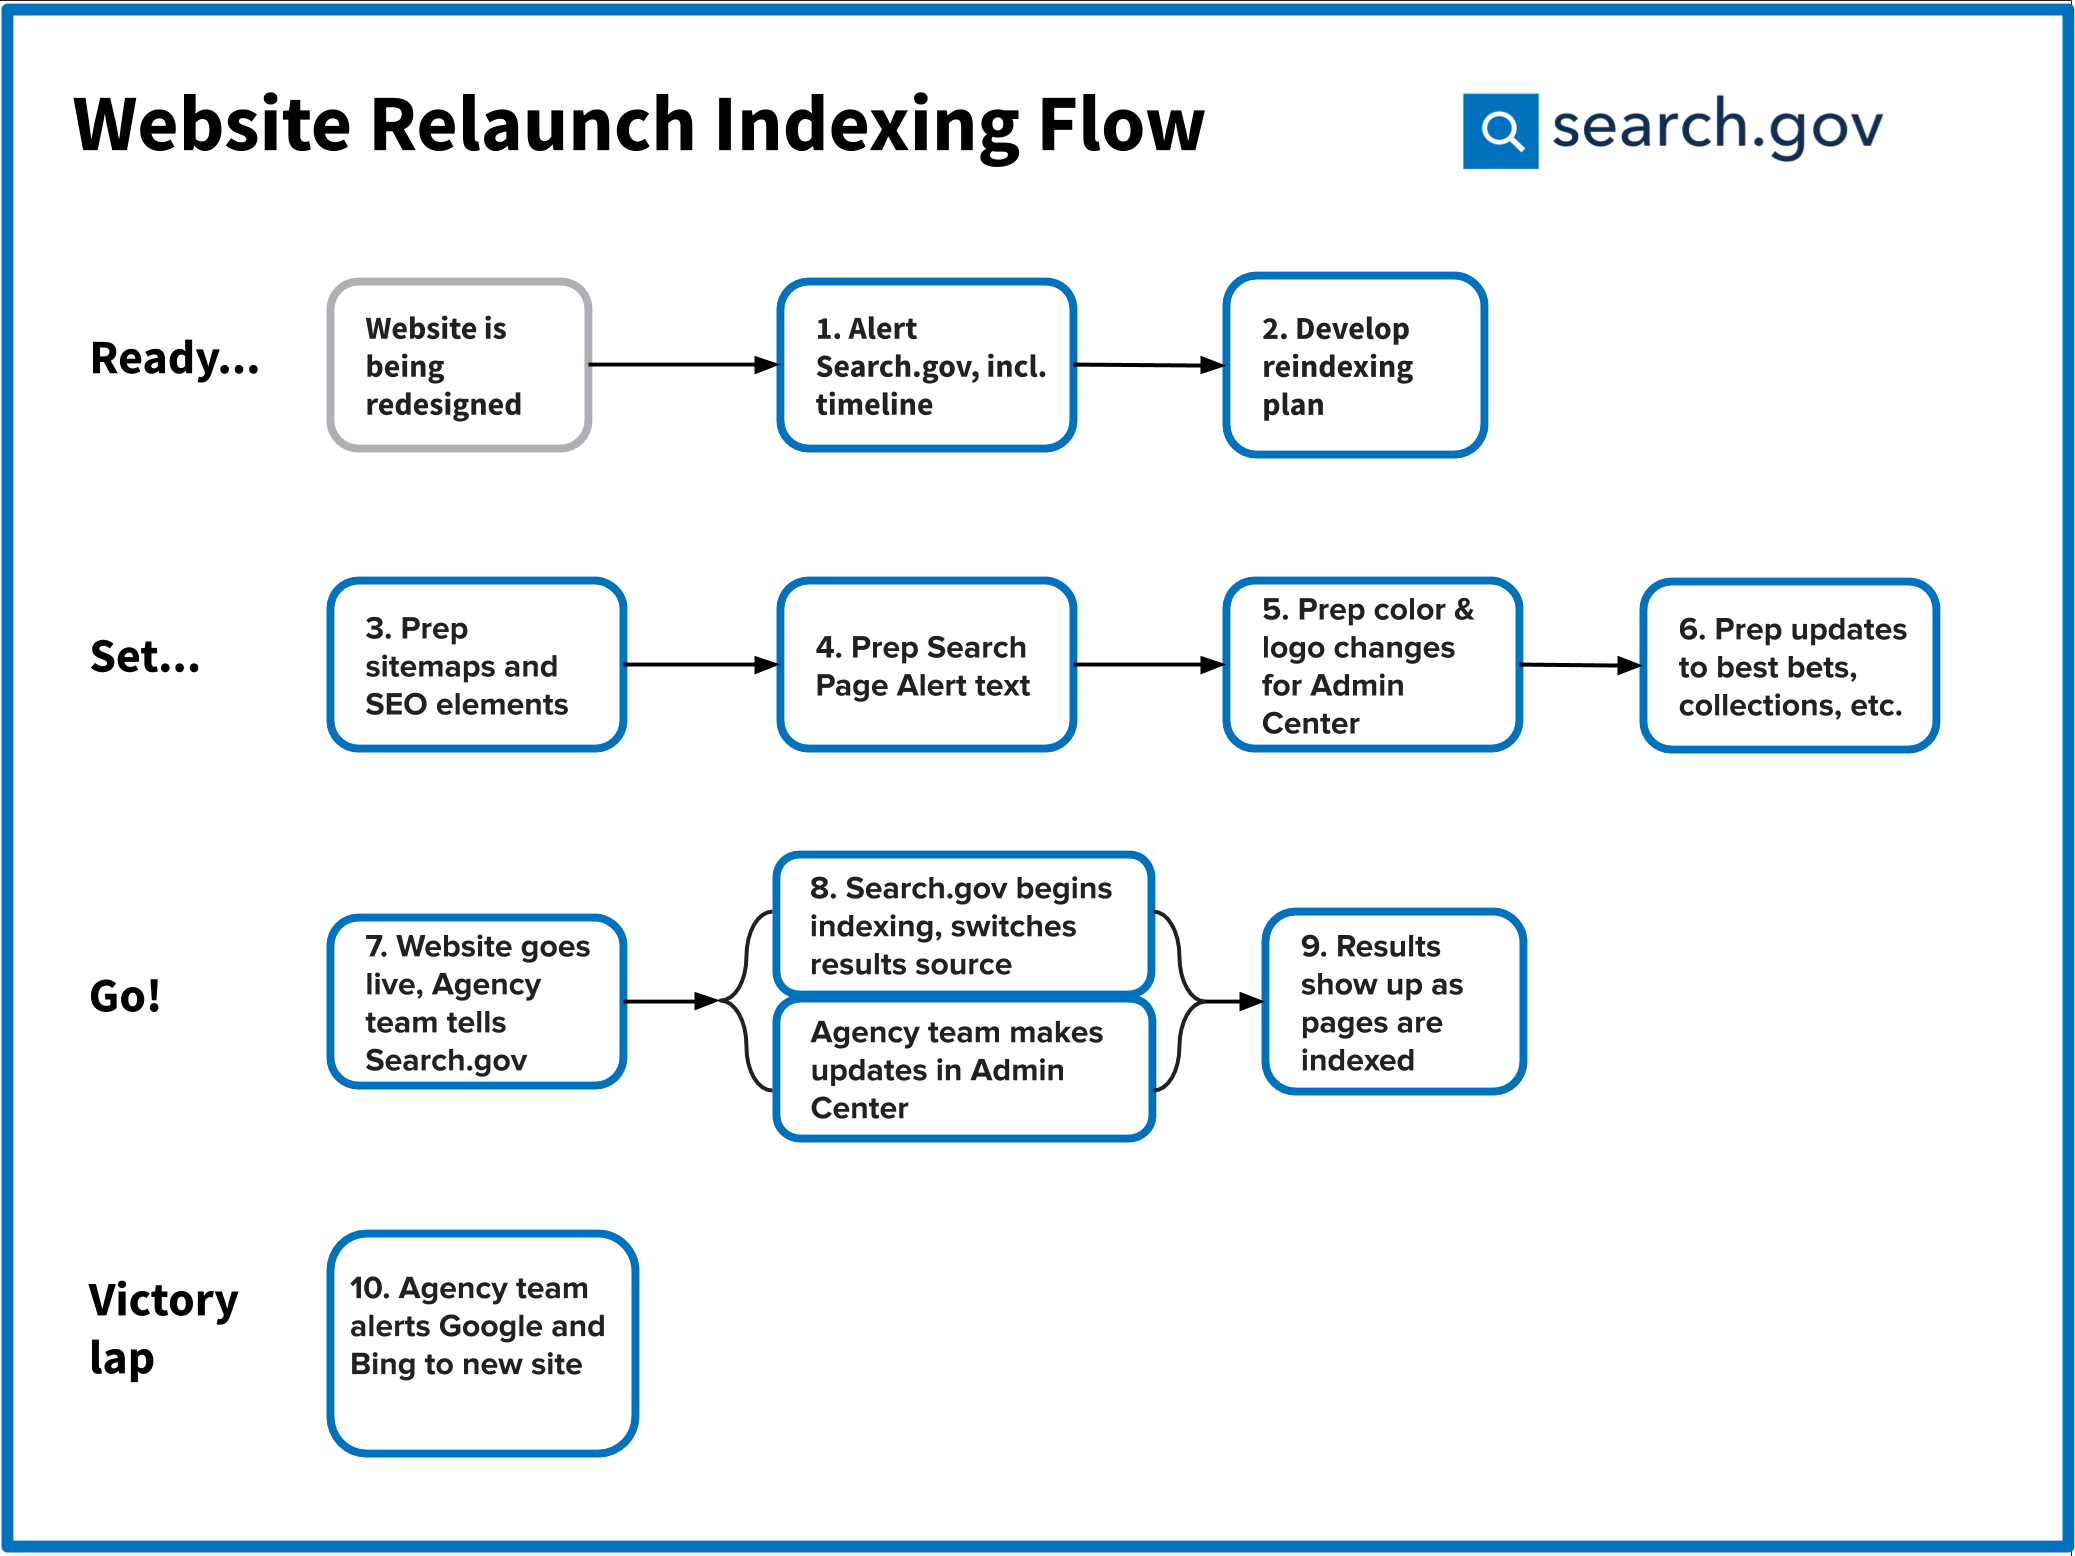 Website Relaunch Indexing Flow
search.gov
Ready...
Website is
being
redesigned
1. Alert
Search.gov, incl.
timeline
2. Develop
reindexing
plan
Set...
3. Prep
sitemaps and
SEO elements
4. Prep Search
Page Alert text
5. Prep color &
logo changes
for Admin
Center
6. Prep updates
to best bets,
collections, etc.
Go!
7. Website goes
live, Agency
team tells
Search.gov
8. Search.gov begins
indexing, switches
results source
Agency team makes
updates in Admin
Center
9. Results
show up as
pages are
indexed
Victory
lap
10. Agency team
alerts Google and
Bing to new site